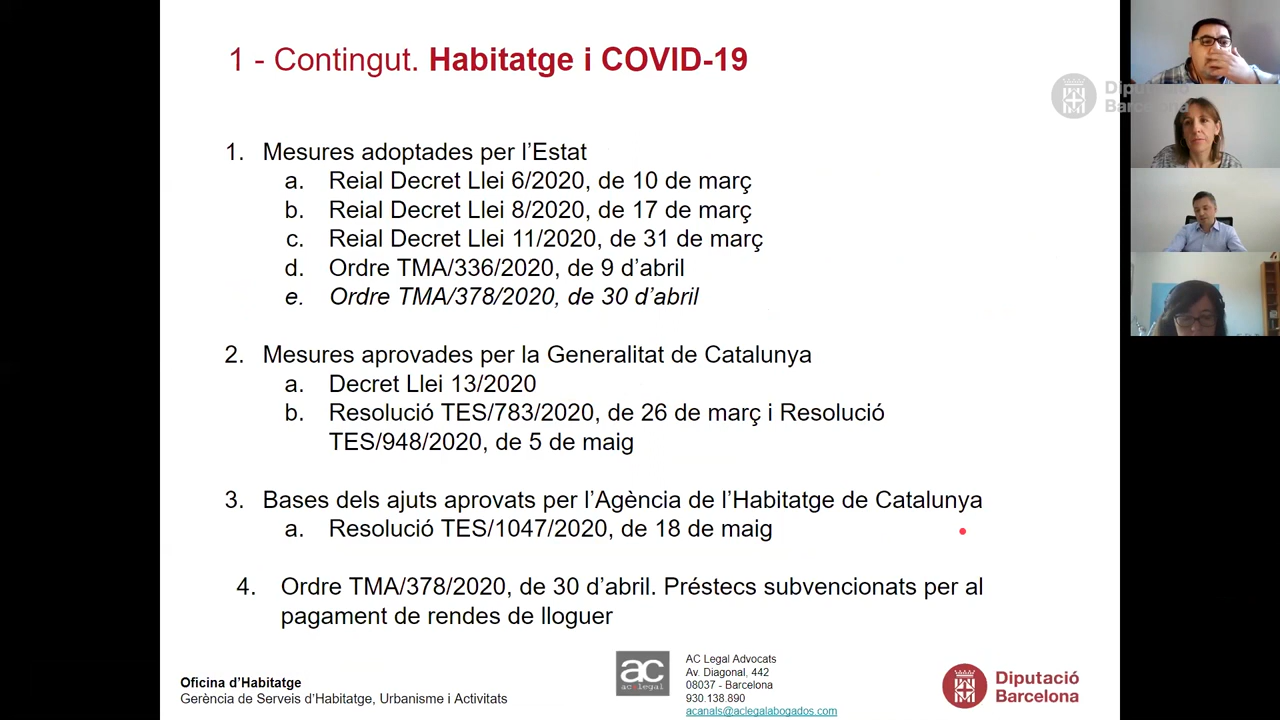 1 - Contingut. Habitatge i COVID-19
Diputació
Barcelona
1. Mesures adoptades per l’Estat
a. Reial Decret Llei 6/2020, de 10 de març
b. Reial Decret Llei 8/2020, de 17 de març
c. Reial Decret Llei 11/2020, de 31 de març
d. Ordre TMA/336/2020, de 9 d’abril
e. Ordre TMA/378/2020, de 30 d’abril
2. Mesures aprovades per la Generalitat de Catalunya
a. Decret Llei 13/2020
b. Resolució TES/783/2020, de 26 de març i Resolució
TES/948/2020, de 5 de maig
3. Bases dels ajuts aprovats per l’Agència de l’Habitatge de Catalunya
a. Resolució TES/1047/2020, de 18 de maig
4. Ordre TMA/378/2020, de 30 d’abril. Préstecs subvencionats per al
pagament de rendes de lloguer
Oficina d’Habitatge
Gerència de Serveis d’Habitatge, Urbanisme i Activitats
ac
ac legal
AC Legal Advocats
Av. Diagonal, 442
08037 - Barcelona
930.138.890
acanals@aclegalabogados.com
Diputació
Barcelona